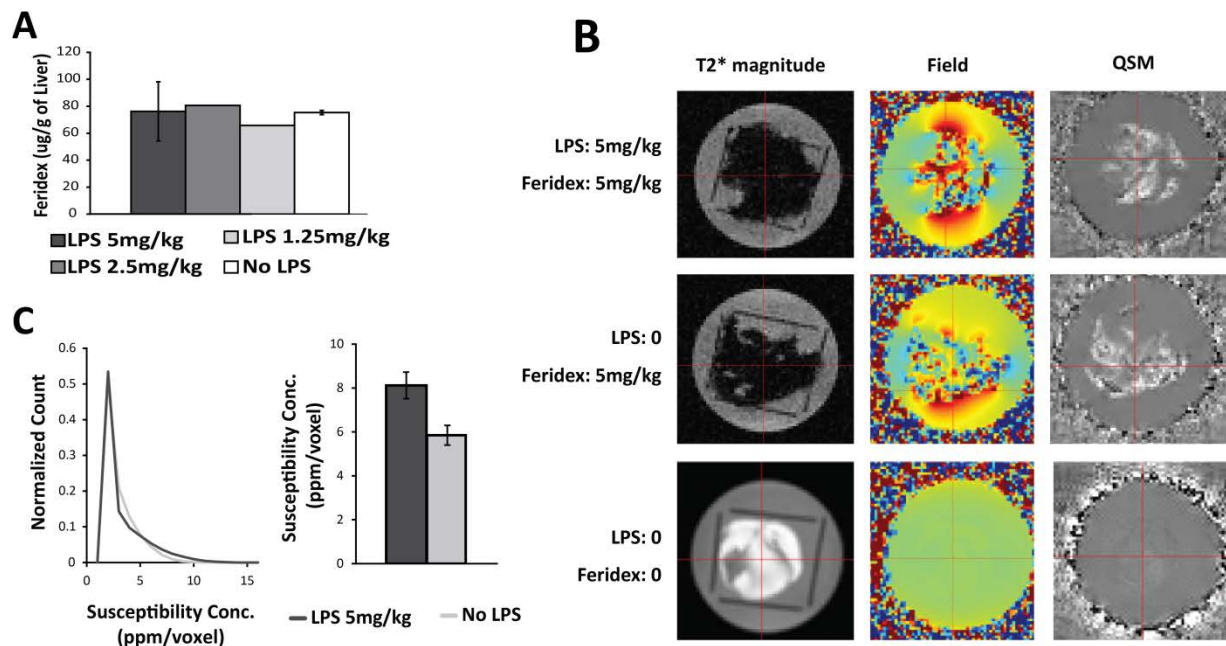 A
Feridex (ug/g of Liver)
120
100
80
60
40
20
0
LPS 5mg/kg
LPS 1.25mg/kg
LPS 2.5mg/kg
No LPS
B
T2* magnitude
Field
QSM
LPS: 5mg/kg
Feridex: 5mg/kg
LPS: 0
Feridex: 5mg/kg
LPS: 0
Feridex: 0
C
Normalized Count
0.6
0.5
0.4
0.3
0.2
0.1
0
0
5
10
15
Susceptibility Conc.
(ppm/voxel)
Susceptibility Conc.
(ppm/voxel)
10
8
6
4
2
0
LPS 5mg/kg
No LPS